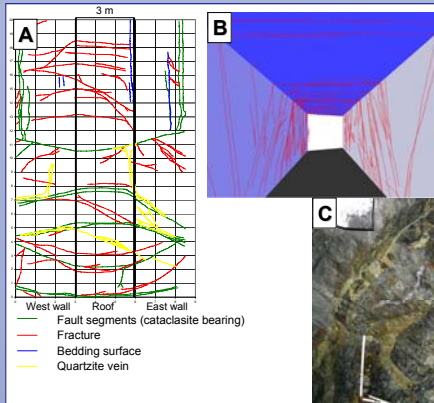 3 m
A
B
C
West wall Roof East wall
Fault segments (cataclasite bearing)
Fracture
Bedding surface
Quartzite vein